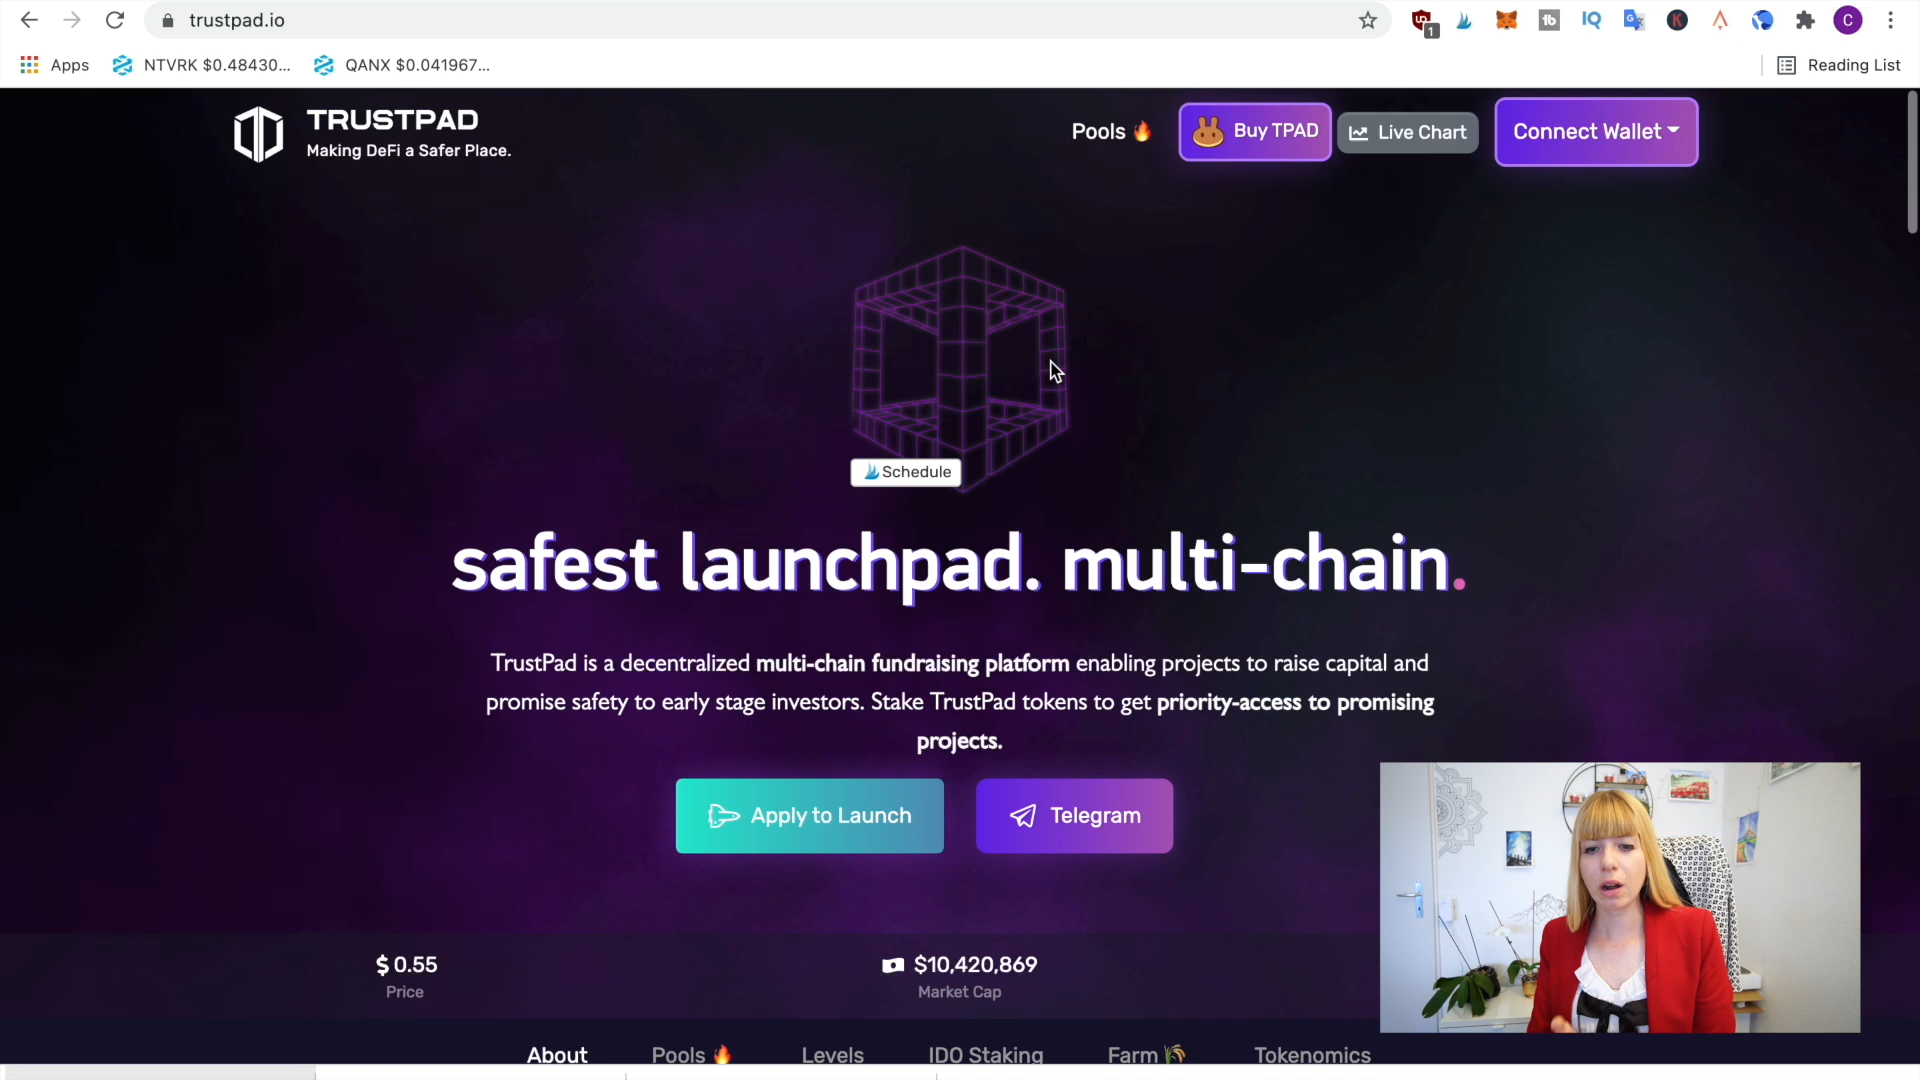 trustpad.io
1
tb
IQ
K
C
Apps
NTVRK $0.48430...
QANX $0.041967...
Reading List
TRUSTPAD
Making DeFi a Safer Place.
Pools
Buy TPAD
Live Chart
Connect Wallet
Schedule
safest launchpad. multi-chain.
TrustPad is a decentralized multi-chain fundraising platform enabling projects to raise capital and
promise safety to early stage investors. Stake TrustPad tokens to get priority-access to promising
projects.
Apply to Launch
Telegram
$ 0.55
Price
$10,420,869
Market Cap
About
Pools
Levels
IDO Staking
Farm
Tokenomics